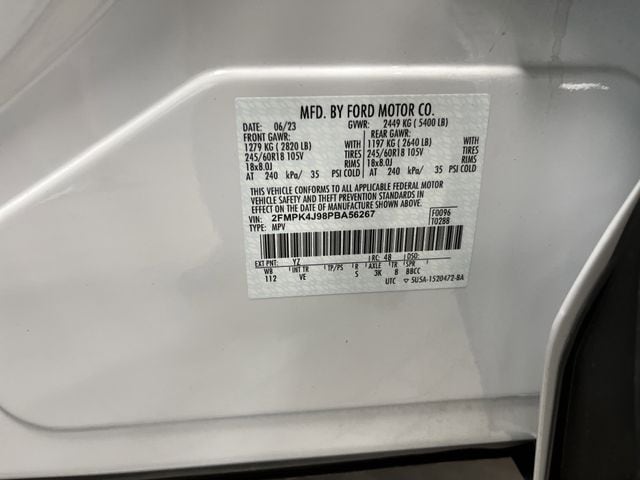 MFD. BY FORD MOTOR CO.
DATE: 06/23 GVWR: 2449 KG ( 5400 LB)
FRONT GAWR: REAR GAWR:
1279 KG ( 2820 LB) WITH 1197 KG ( 2640 LB) WITH
245/60R18 105V TIRES 245/60R18 105V TIRES
18x8.0J RIMS 18x8.0J RIMS
AT 240 kPa/ 35 PSI COLD AT 240 kPa/ 35 PSI COLD
THIS VEHICLE CONFORMS TO ALL APPLICABLE FEDERAL MOTOR
VEHICLE SAFETY AND THEFT PREVENTION STANDARDS IN
EFFECT ON THE DATE OF MANUFACTURE SHOWN ABOVE.
VIN: 2FMPK4J98PBA56267 F0096
TYPE: MPV T0288
EXT PNT: YZ RC: 48 DSO:
WB INT TR TP/PS R AXLE TR SPR
112 VE S 3K 8 BBCC
UTC ▽ 5U5A-1520472-BA